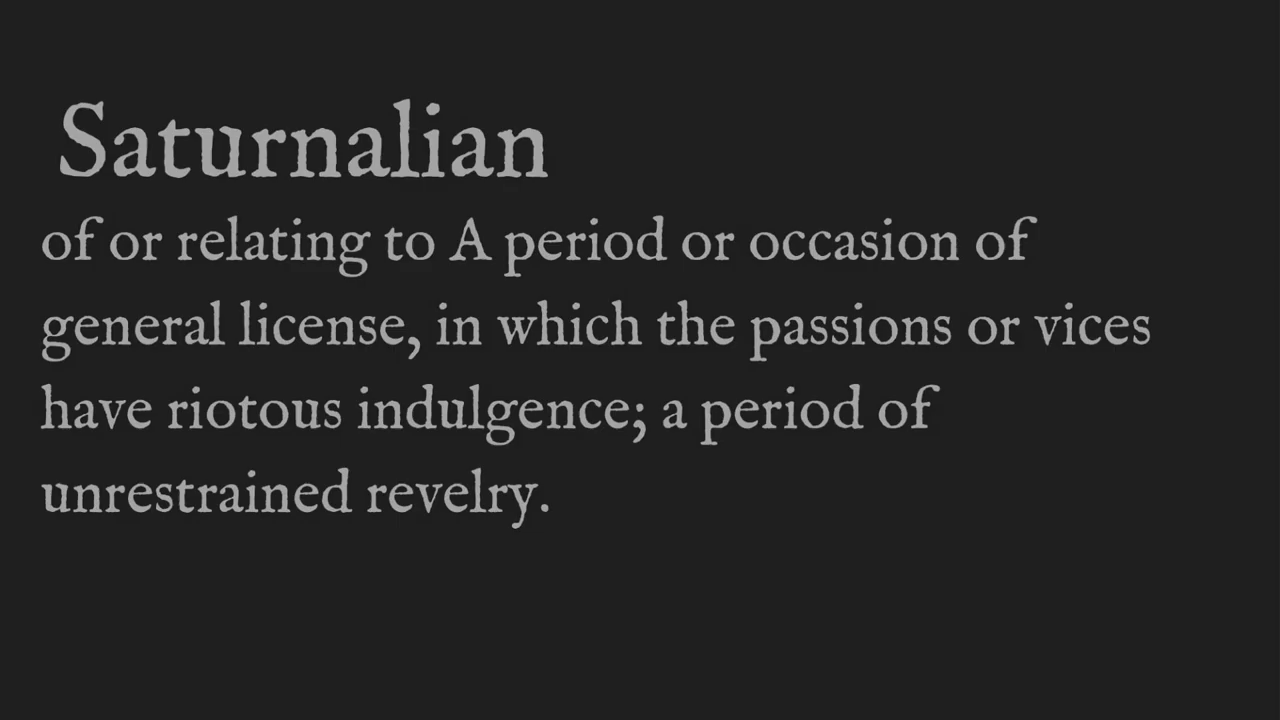 Saturnalian
of or relating to A period or occasion of
general license, in which the passions or vices
have riotous indulgence; a period of
unrestrained revelry.